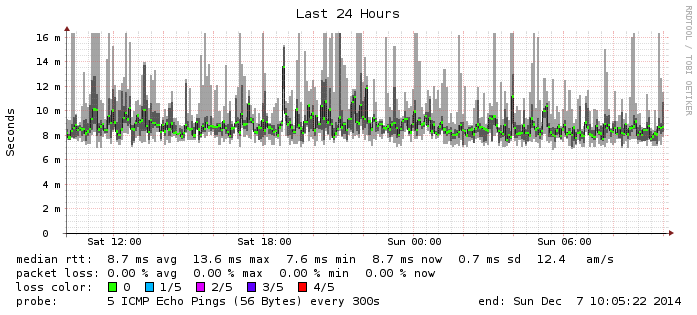 Last 24 Hours
RRDTOOL / TOBI OETIKER
Seconds
16 m
14 m
12 m
10 m
8 m
6 m
4 m
2 m
0
Sat 12:00 Sat 18:00 Sun 00:00 Sun 06:00
median rtt: 8.7 ms avg 13.6 ms max 7.6 ms min 8.7 ms now 0.7 ms sd 12.4 am/s
packet loss: 0.00 % avg 0.00 % max 0.00 % min 0.00 % now
loss color: 0 1/5 2/5 3/5 4/5
probe: 5 ICMP Echo Pings (56 Bytes) every 300s end: Sun Dec 7 10:05:22 2014